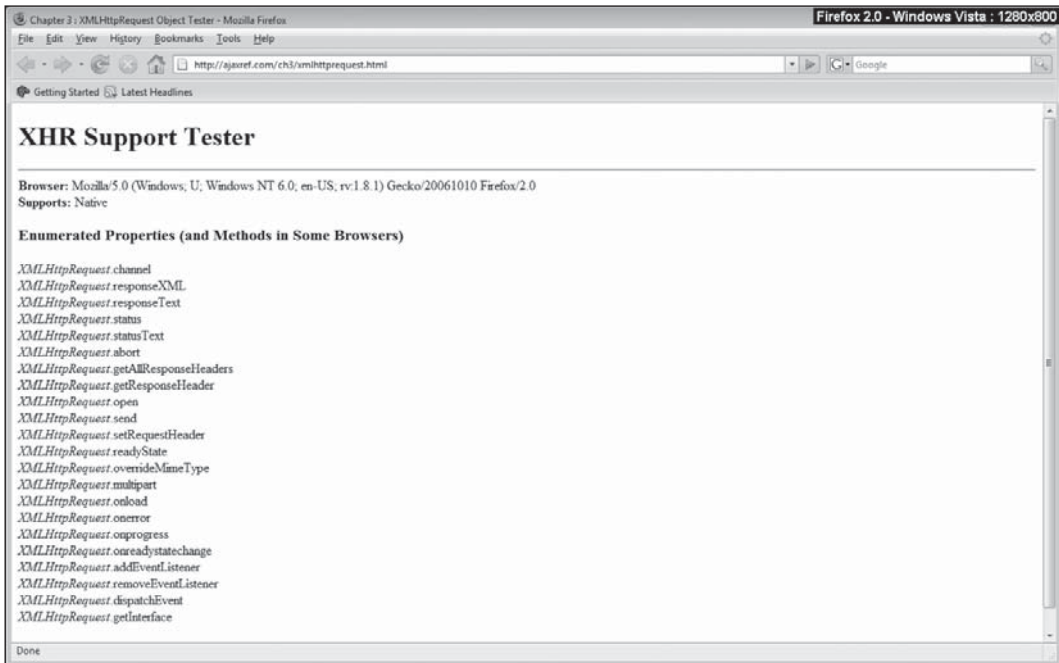 Chapter 3 : XMLHttpRequest Object Tester - Mozilla Firefox
Firefox 2.0 - Windows Vista : 1280x800
File Edit View History Bookmarks Tools Help
http://ajaxref.com/ch3/xmlhttprequest.html
G Google
Getting Started Latest Headlines
XHR Support Tester
Browser: Mozilla/5.0 (Windows; U; Windows NT 6.0; en-US; rv:1.8.1) Gecko/20061010 Firefox/2.0
Supports: Native
Enumerated Properties (and Methods in Some Browsers)
XMLHttpRequest.channel
XMLHttpRequest.responseXML
XMLHttpRequest.responseText
XMLHttpRequest.status
XMLHttpRequest.statusText
XMLHttpRequest.abort
XMLHttpRequest.getAllResponseHeaders
XMLHttpRequest.getResponseHeader
XMLHttpRequest.open
XMLHttpRequest.send
XMLHttpRequest.setRequestHeader
XMLHttpRequest.readyState
XMLHttpRequest.overrideMimeType
XMLHttpRequest.multipart
XMLHttpRequest.onload
XMLHttpRequest.onerror
XMLHttpRequest.onprogress
XMLHttpRequest.onreadystatechange
XMLHttpRequest.addEventListener
XMLHttpRequest.removeEventListener
XMLHttpRequest.dispatchEvent
XMLHttpRequest.getInterface
Done